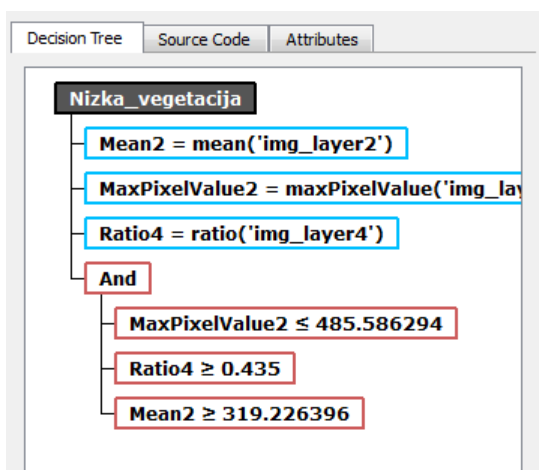 Decision Tree Source Code Attributes
Nizka_vegetacija
Mean2 = mean('img_layer2')
MaxPixelValue2 = maxPixelValue('img_lay
Ratio4 = ratio('img_layer4')
And
MaxPixelValue2 ≤ 485.586294
Ratio4 ≥ 0.435
Mean2 ≥ 319.226396